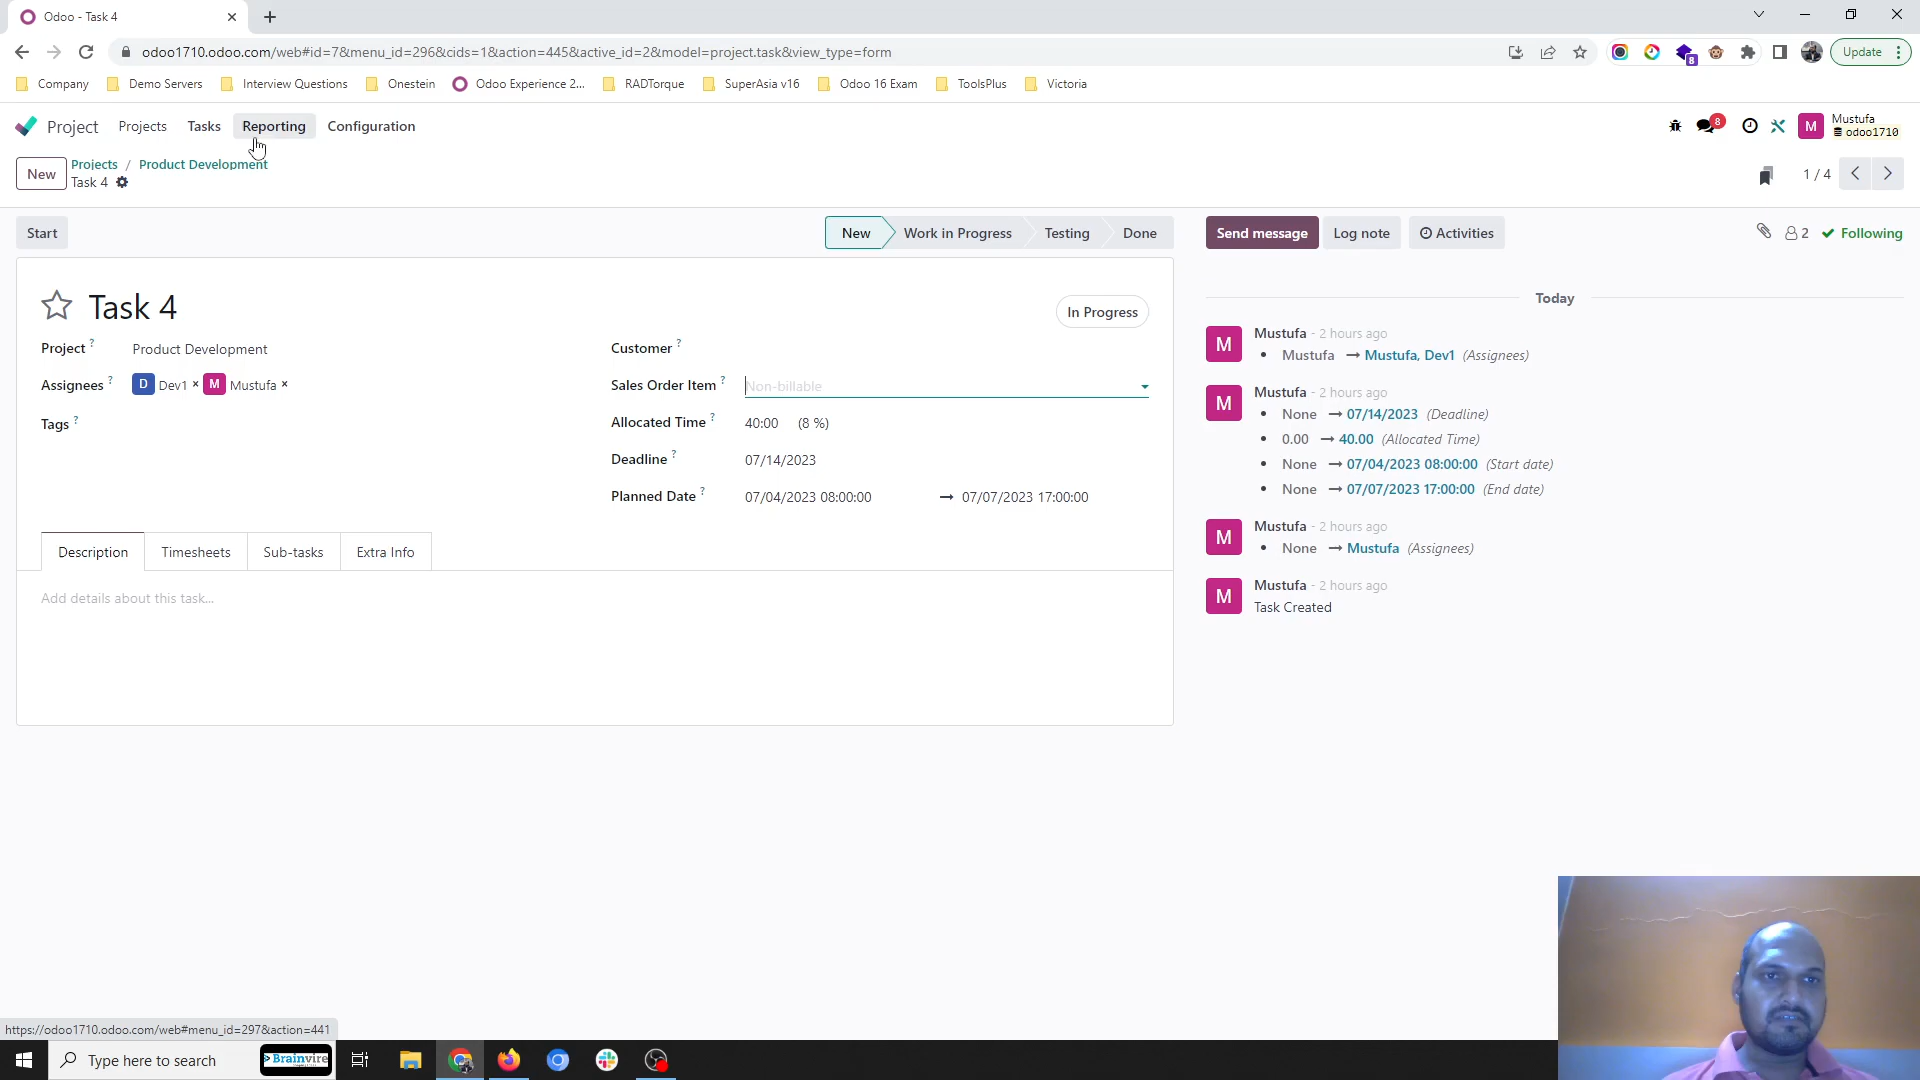 Odoo - Task 4
odoo1710.odoo.com/web#id=7&menu_id=296&cids=1&action=445&active_id=2&model=project.task&view_type=form
8
Update
Company
Demo Servers
Interview Questions
Onestein
Odoo Experience 2...
RADTorque
SuperAsia v16
Odoo 16 Exam
ToolsPlus
Victoria
Project
Projects
Tasks
Reporting
Configuration
8
M
Mustufa
odoo1710
New
Projects / Product Development
Task 4
1 / 4
Start
New
Work in Progress
Testing
Done
Send message
Log note
Activities
2
Following
Task 4
In Progress
Project ?
Product Development
Assignees ?
D Dev1 × M Mustufa ×
Tags ?
Customer ?
Sales Order Item ?
Non-billable
Allocated Time ?
40:00 (8 %)
Deadline ?
07/14/2023
Planned Date ?
07/04/2023 08:00:00 → 07/07/2023 17:00:00
Description
Timesheets
Sub-tasks
Extra Info
Add details about this task...
Today
M
Mustufa - 2 hours ago
• Mustufa → Mustufa, Dev1 (Assignees)
M
Mustufa - 2 hours ago
• None → 07/14/2023 (Deadline)
• 0.00 → 40.00 (Allocated Time)
• None → 07/04/2023 08:00:00 (Start date)
• None → 07/07/2023 17:00:00 (End date)
M
Mustufa - 2 hours ago
• None → Mustufa (Assignees)
M
Mustufa - 2 hours ago
Task Created
https://odoo1710.odoo.com/web#menu_id=297&action=441
Type here to search
Brainvire